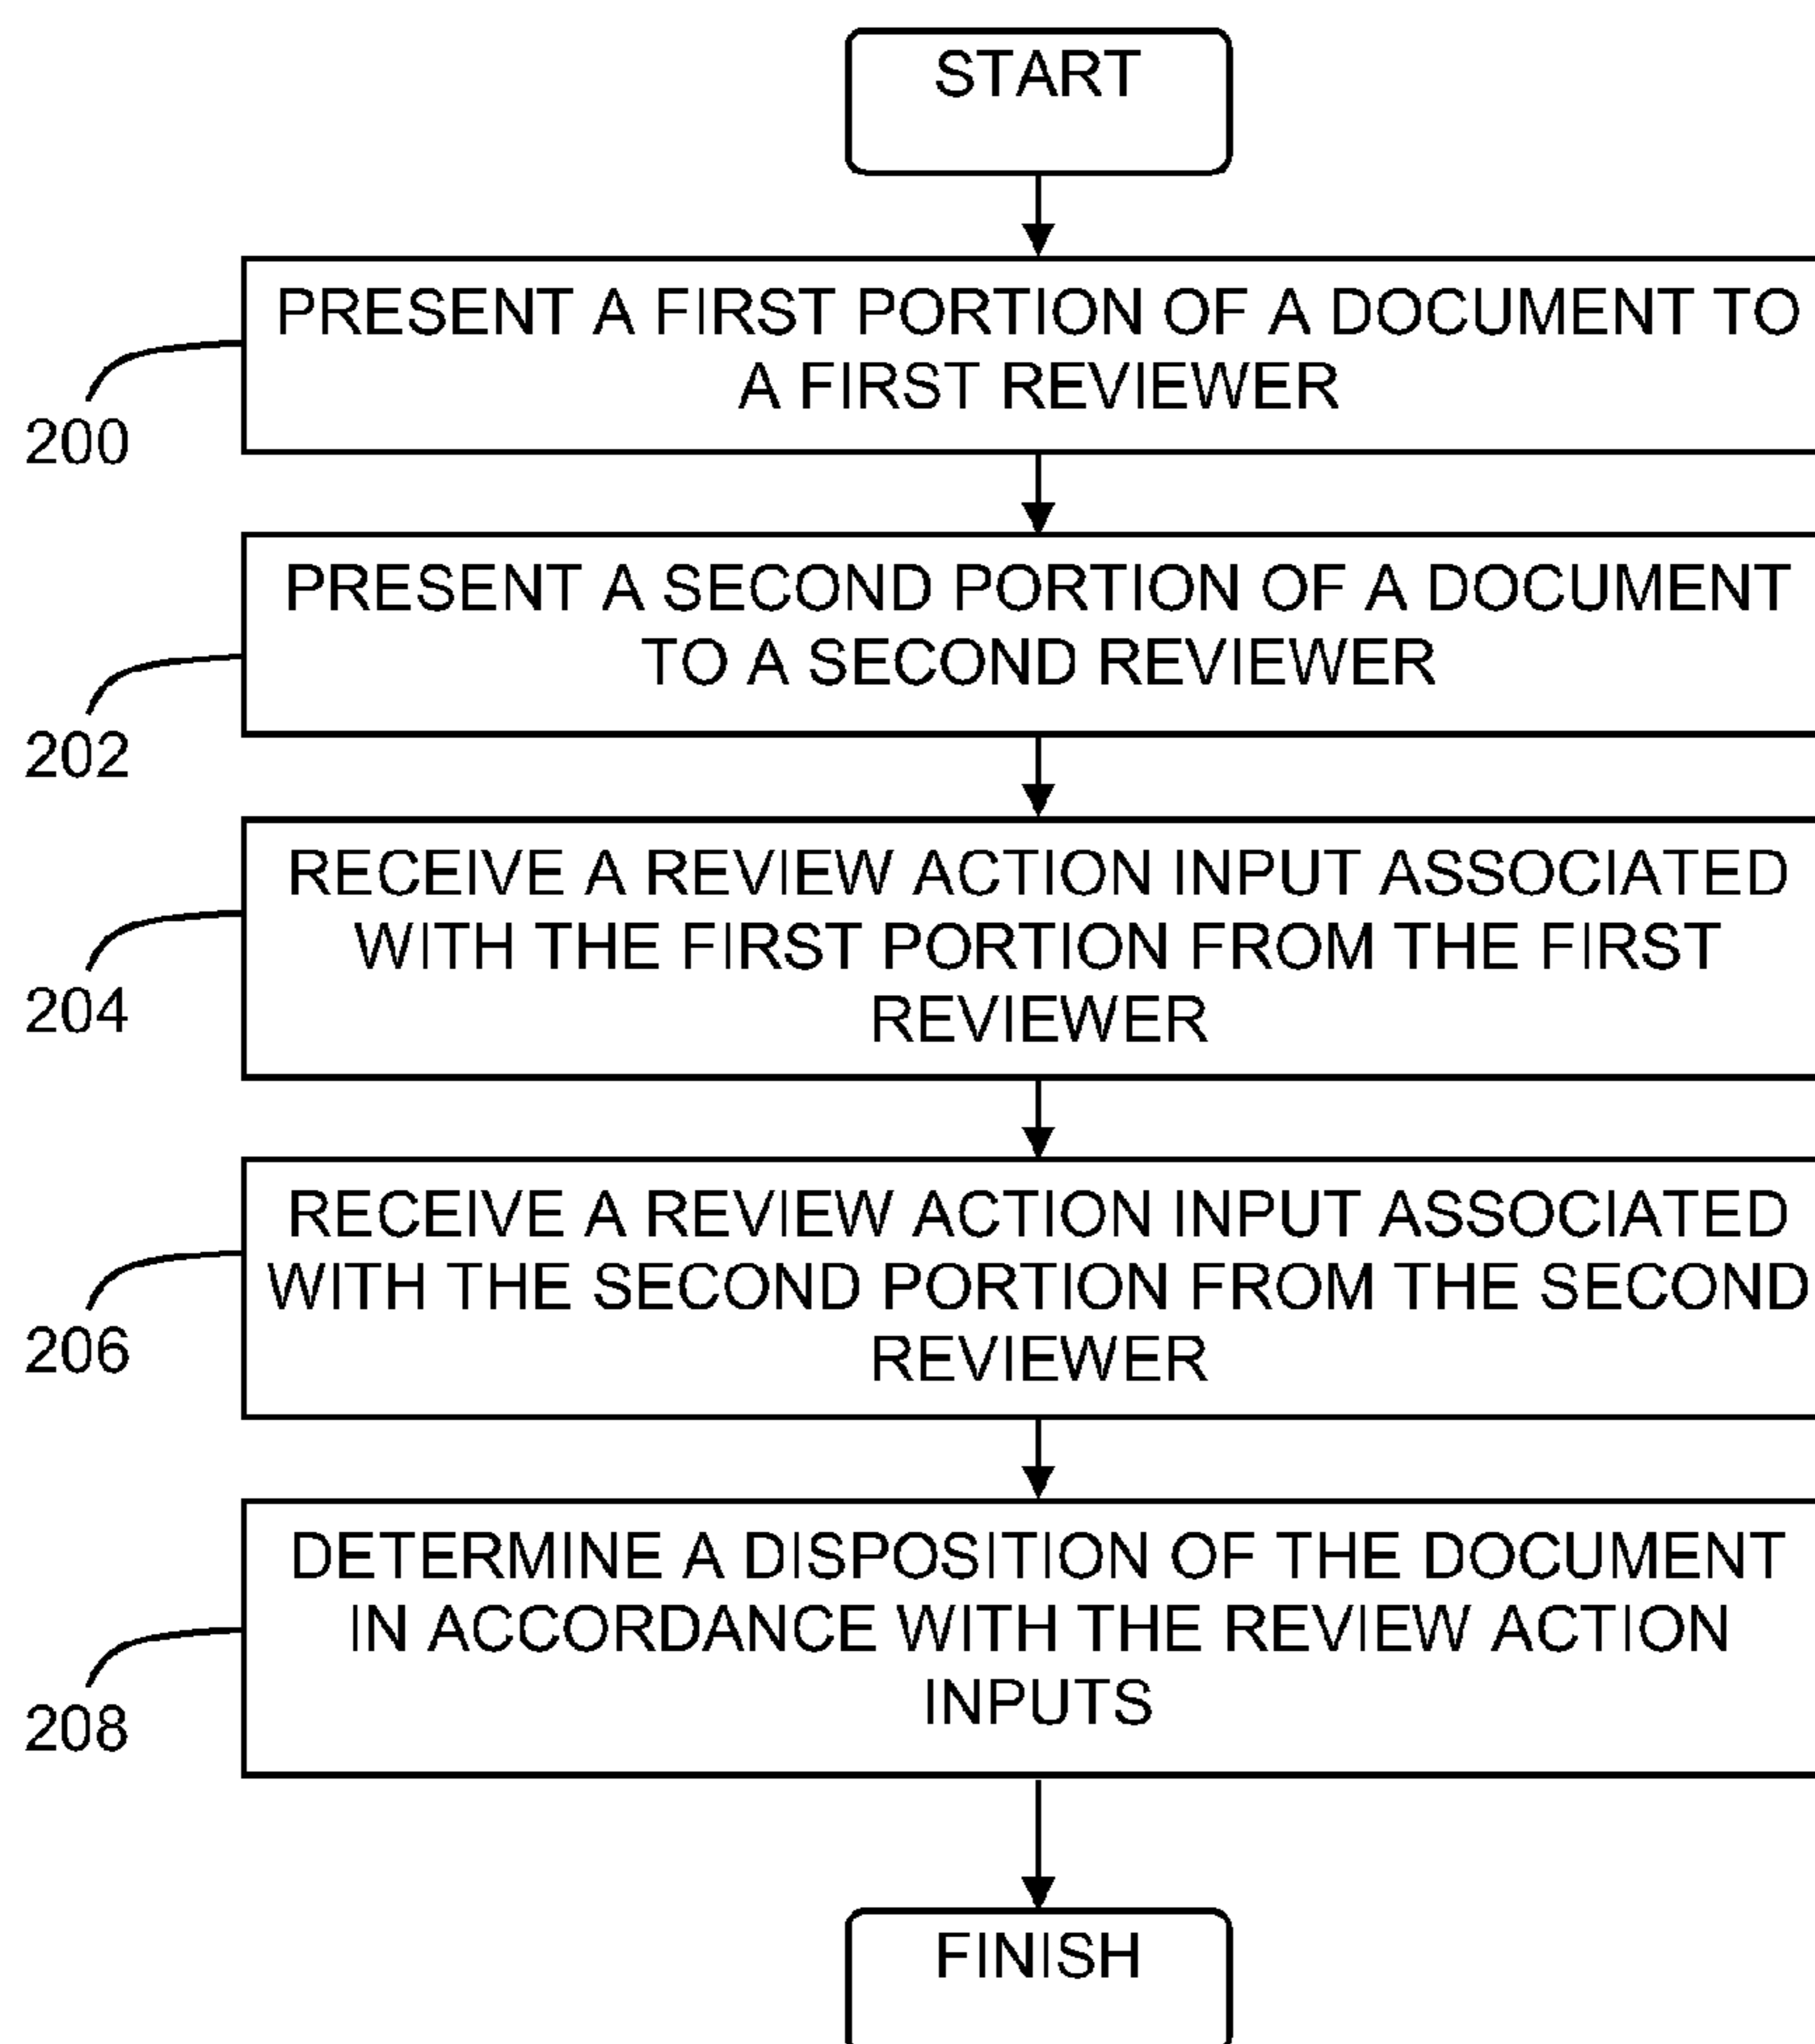 START
PRESENT A FIRST PORTION OF A DOCUMENT TO
A FIRST REVIEWER
200
PRESENT A SECOND PORTION OF A DOCUMENT
TO A SECOND REVIEWER
202
RECEIVE A REVIEW ACTION INPUT ASSOCIATED
WITH THE FIRST PORTION FROM THE FIRST
REVIEWER
204
RECEIVE A REVIEW ACTION INPUT ASSOCIATED
WITH THE SECOND PORTION FROM THE SECOND
REVIEWER
206
DETERMINE A DISPOSITION OF THE DOCUMENT
IN ACCORDANCE WITH THE REVIEW ACTION
INPUTS
208
FINISH